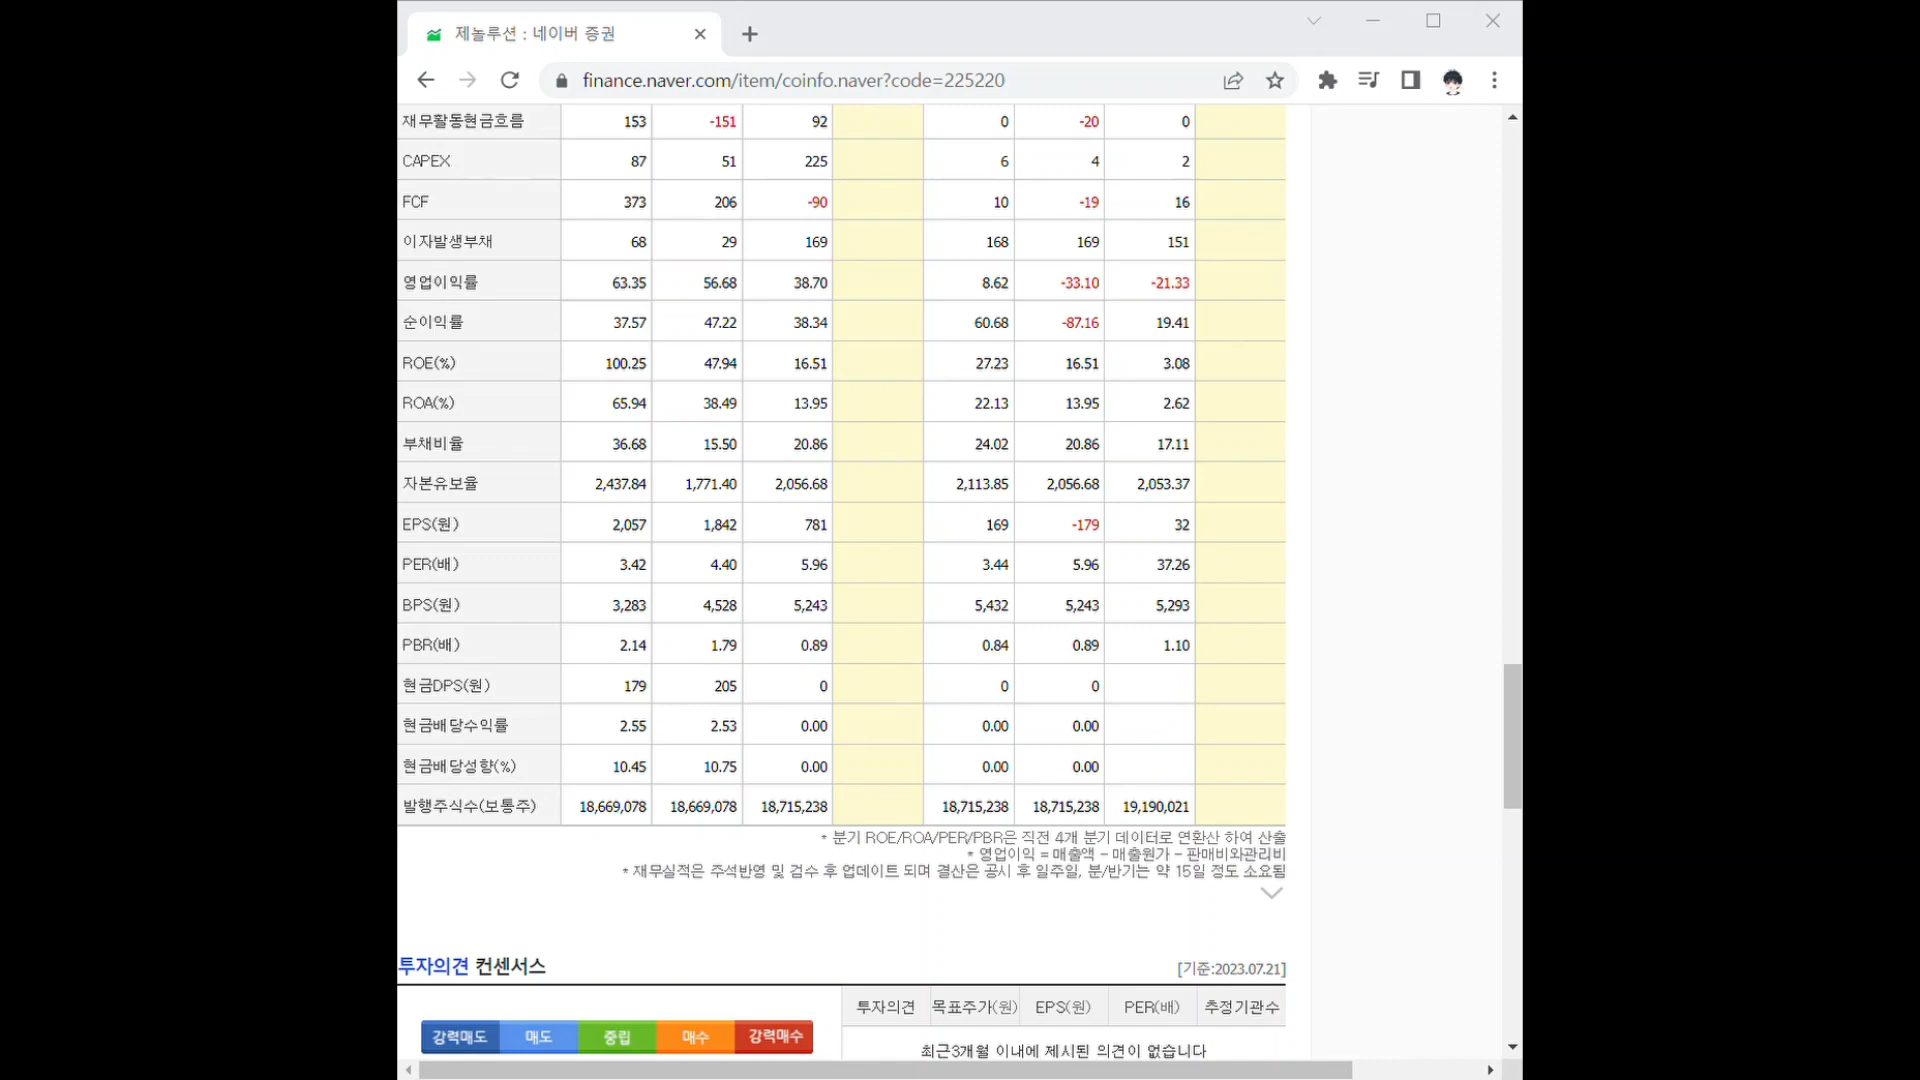 제놀루션 : 네이버 증권
finance.naver.com/item/coinfo.naver?code=225220
재무활동현금흐름 153 -151 92 0 -20 0
CAPEX 87 51 225 6 4 2
FCF 373 206 -90 10 -19 16
이자발생부채 68 29 169 168 169 151
영업이익률 63.35 56.68 38.70 8.62 -33.10 -21.33
순이익률 37.57 47.22 38.34 60.68 -87.16 19.41
ROE(%) 100.25 47.94 16.51 27.23 16.51 3.08
ROA(%) 65.94 38.49 13.95 22.13 13.95 2.62
부채비율 36.68 15.50 20.86 24.02 20.86 17.11
자본유보율 2,437.84 1,771.40 2,056.68 2,113.85 2,056.68 2,053.37
EPS(원) 2,057 1,842 781 169 -179 32
PER(배) 3.42 4.40 5.96 3.44 5.96 37.26
BPS(원) 3,283 4,528 5,243 5,432 5,243 5,293
PBR(배) 2.14 1.79 0.89 0.84 0.89 1.10
현금DPS(원) 179 205 0 0 0
현금배당수익률 2.55 2.53 0.00 0.00 0.00
현금배당성향(%) 10.45 10.75 0.00 0.00 0.00
발행주식수(보통주) 18,669,078 18,669,078 18,715,238 18,715,238 18,715,238 19,190,021
* 분기 ROE/ROA/PER/PBR은 직전 4개 분기 데이터로 연환산 하여 산출
* 영업이익 = 매출액 - 매출원가 - 판매비와관리비
* 재무실적은 주석반영 및 검수 후 업데이트 되며 결산은 공시 후 일주일, 분/반기는 약 15일 정도 소요됨
투자의견 컨센서스 [기준:2023.07.21]
투자의견 목표주가(원) EPS(원) PER(배) 추정기관수
강력매도 매도 중립 매수 강력매수
최근3개월 이내에 제시된 의견이 없습니다